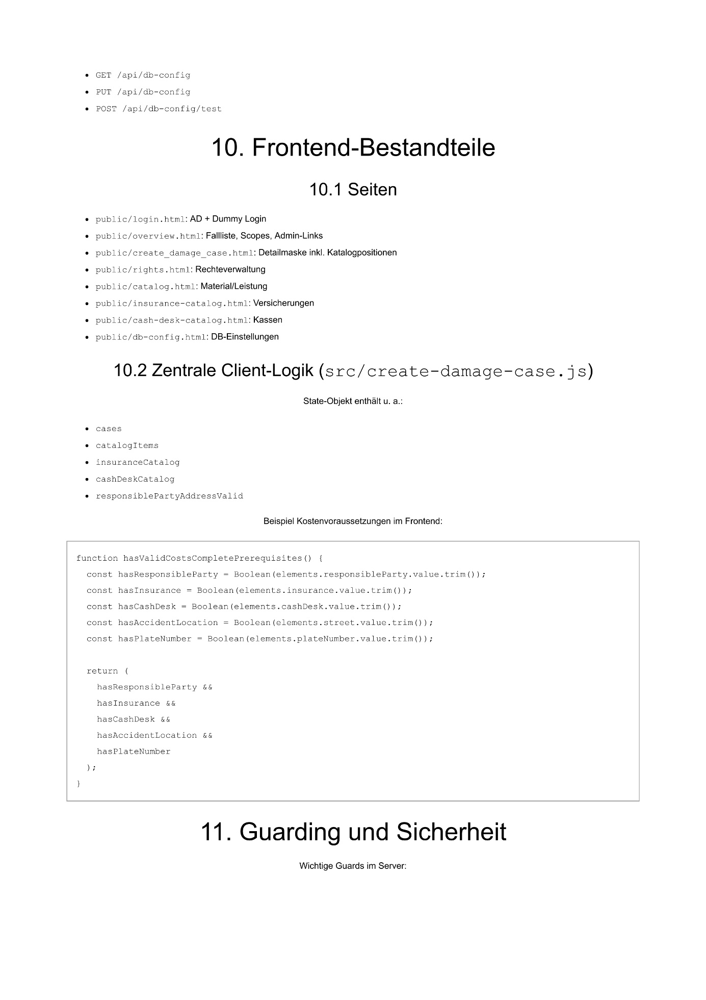 GET /api/db-config
PUT /api/db-config
POST /api/db-config/test
10. Frontend-Bestandteile
10.1 Seiten
public/login.html: AD + Dummy Login
public/overview.html: Fallliste, Scopes, Admin-Links
public/create_damage_case.html: Detailmaske inkl. Katalogpositionen
public/rights.html: Rechteverwaltung
public/catalog.html: Material/Leistung
public/insurance-catalog.html: Versicherungen
public/cash-desk-catalog.html: Kassen
public/db-config.html: DB-Einstellungen
10.2 Zentrale Client-Logik (src/create-damage-case.js)
State-Objekt enthält u. a.:
cases
catalogItems
insuranceCatalog
cashDeskCatalog
responsiblePartyAddressValid
Beispiel Kostenvoraussetzungen im Frontend:
function hasValidCostsCompletePrerequisites() {
  const hasResponsibleParty = Boolean(elements.responsibleParty.value.trim());
  const hasInsurance = Boolean(elements.insurance.value.trim());
  const hasCashDesk = Boolean(elements.cashDesk.value.trim());
  const hasAccidentLocation = Boolean(elements.street.value.trim());
  const hasPlateNumber = Boolean(elements.plateNumber.value.trim());
  return (
    hasResponsibleParty &&
    hasInsurance &&
    hasCashDesk &&
    hasAccidentLocation &&
    hasPlateNumber
  );
}
11. Guarding und Sicherheit
Wichtige Guards im Server: